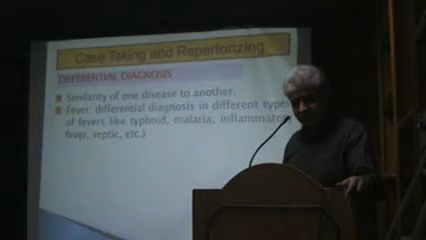 Case Taking and Repertorizing
DIFFERENTIAL DIAGNOSIS
Similarity of one disease to another.
Fever, differential diagnosis in different types
of fevers like typhoid, malaria, inflammatory
fever, septic, etc.)